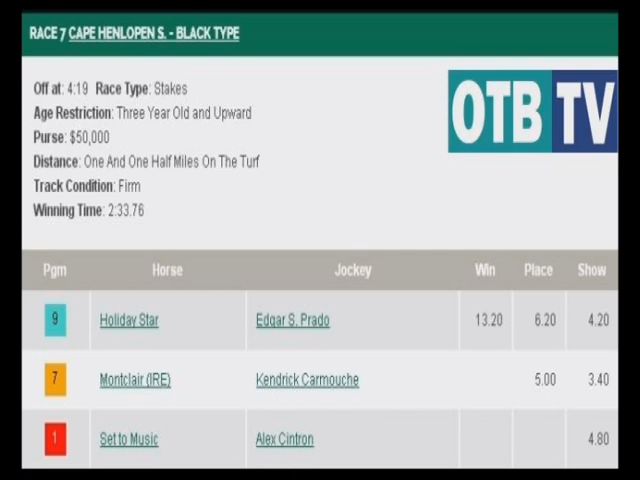 RACE 7 CAPE HENLOPEN S. - BLACK TYPE
Off at: 4:19 Race Type: Stakes
Age Restriction: Three Year Old and Upward
Purse: $50,000
Distance: One And One Half Miles On The Turf
Track Condition: Firm
Winning Time: 2:33.76
OTB TV
Pgm Horse Jockey Win Place Show
9 Holiday Star Edgar S. Prado 13.20 6.20 4.20
7 Montclair (IRE) Kendrick Carmouche 5.00 3.40
1 Set to Music Alex Cintron 4.80